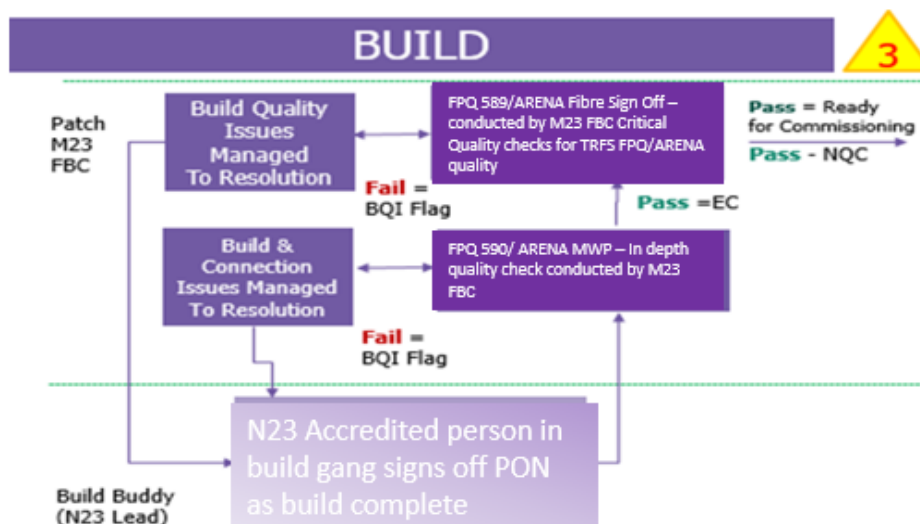 BUILD
3
Patch
M23
FBC
Build Quality
Issues
Managed
To Resolution
FPQ 589/ARENA Fibre Sign Off –
conducted by M23 FBC Critical
Quality checks for TRFS FPQ/ARENA
quality
Pass = Ready
for Commissioning
Pass - NQC
Fail =
BQI Flag
Pass =EC
Build &
Connection
Issues Managed
To Resolution
FPQ 590/ ARENA MWP – In depth
quality check conducted by M23
FBC
Fail =
BQI Flag
N23 Accredited person in
build gang signs off PON
as build complete
Build Buddy
(N23 Lead)